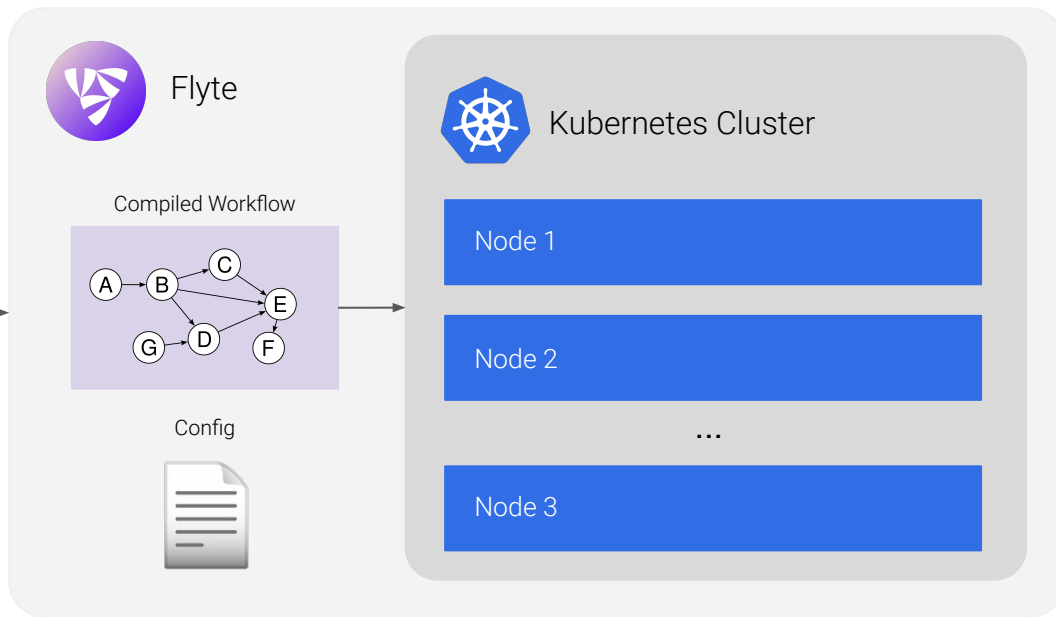 Flyte
Kubernetes Cluster
Compiled Workflow
A
B
C
E
G
D
F
Config
Node 1
Node 2
...
Node 3